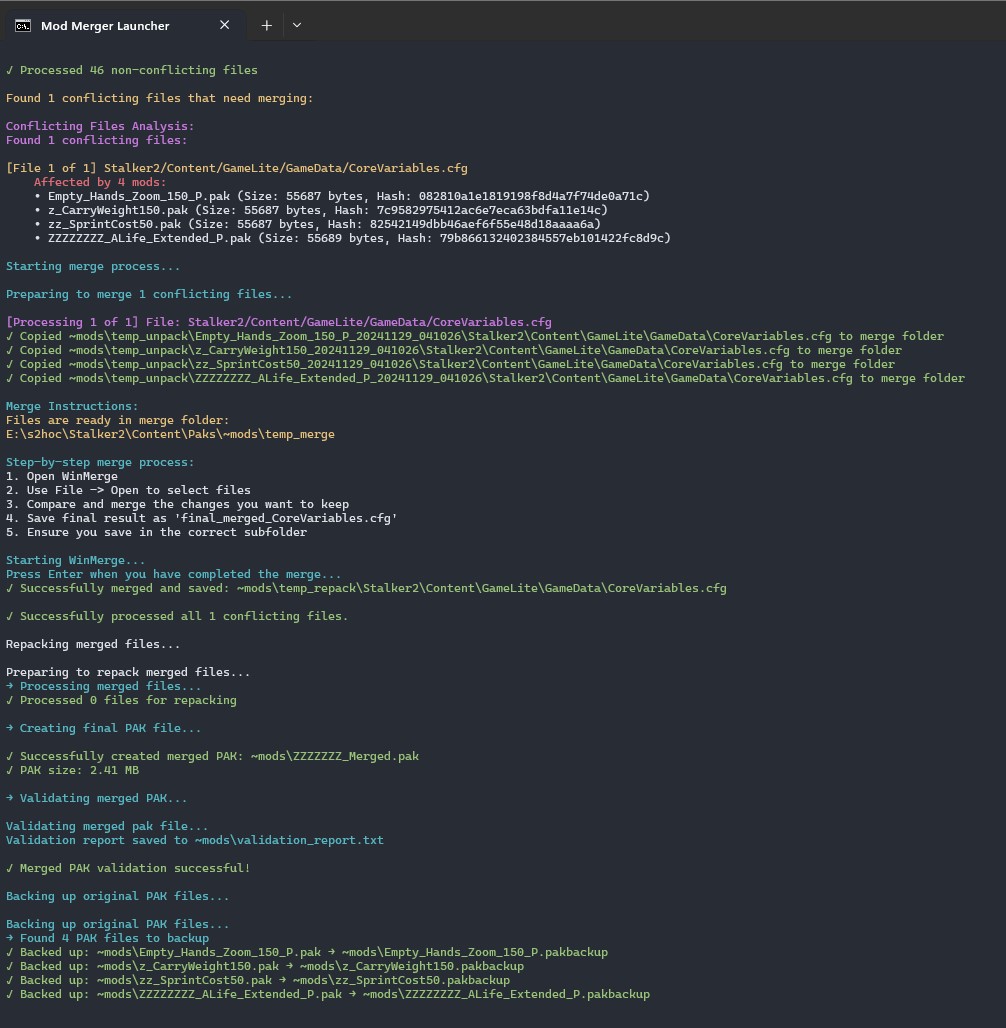 Mod Merger Launcher
✓ Processed 46 non-conflicting files
Found 1 conflicting files that need merging:
Conflicting Files Analysis:
Found 1 conflicting files:
[File 1 of 1] Stalker2/Content/GameLite/GameData/CoreVariables.cfg
Affected by 4 mods:
• Empty_Hands_Zoom_150_P.pak (Size: 55687 bytes, Hash: 082810a1e1819198f8d4a7f74de0a71c)
• z_CarryWeight150.pak (Size: 55687 bytes, Hash: 7c9582975412ac6e7eca63bdfa11e14c)
• zz_SprintCost50.pak (Size: 55687 bytes, Hash: 82542149dbb46aef6f55e48d18aaaa6a)
• ZZZZZZZZ_ALife_Extended_P.pak (Size: 55689 bytes, Hash: 79b866132402384557eb101422fc8d9c)
Starting merge process...
Preparing to merge 1 conflicting files...
[Processing 1 of 1] File: Stalker2/Content/GameLite/GameData/CoreVariables.cfg
✓ Copied ~mods\temp_unpack\Empty_Hands_Zoom_150_P_20241129_041026\Stalker2\Content\GameLite\GameData\CoreVariables.cfg to merge folder
✓ Copied ~mods\temp_unpack\z_CarryWeight150_20241129_041026\Stalker2\Content\GameLite\GameData\CoreVariables.cfg to merge folder
✓ Copied ~mods\temp_unpack\zz_SprintCost50_20241129_041026\Stalker2\Content\GameLite\GameData\CoreVariables.cfg to merge folder
✓ Copied ~mods\temp_unpack\ZZZZZZZZ_ALife_Extended_P_20241129_041026\Stalker2\Content\GameLite\GameData\CoreVariables.cfg to merge folder
Merge Instructions:
Files are ready in merge folder:
E:\s2hoc\Stalker2\Content\Paks\~mods\temp_merge
Step-by-step merge process:
1. Open WinMerge
2. Use File -> Open to select files
3. Compare and merge the changes you want to keep
4. Save final result as 'final_merged_CoreVariables.cfg'
5. Ensure you save in the correct subfolder
Starting WinMerge...
Press Enter when you have completed the merge...
✓ Successfully merged and saved: ~mods\temp_repack\Stalker2\Content\GameLite\GameData\CoreVariables.cfg
✓ Successfully processed all 1 conflicting files.
Repacking merged files...
Preparing to repack merged files...
→ Processing merged files...
✓ Processed 0 files for repacking
→ Creating final PAK file...
✓ Successfully created merged PAK: ~mods\ZZZZZZZ_Merged.pak
✓ PAK size: 2.41 MB
→ Validating merged PAK...
Validating merged pak file...
Validation report saved to ~mods\validation_report.txt
✓ Merged PAK validation successful!
Backing up original PAK files...
Backing up original PAK files...
→ Found 4 PAK files to backup
✓ Backed up: ~mods\Empty_Hands_Zoom_150_P.pak → ~mods\Empty_Hands_Zoom_150_P.pakbackup
✓ Backed up: ~mods\z_CarryWeight150.pak → ~mods\z_CarryWeight150.pakbackup
✓ Backed up: ~mods\zz_SprintCost50.pak → ~mods\zz_SprintCost50.pakbackup
✓ Backed up: ~mods\ZZZZZZZZ_ALife_Extended_P.pak → ~mods\ZZZZZZZZ_ALife_Extended_P.pakbackup